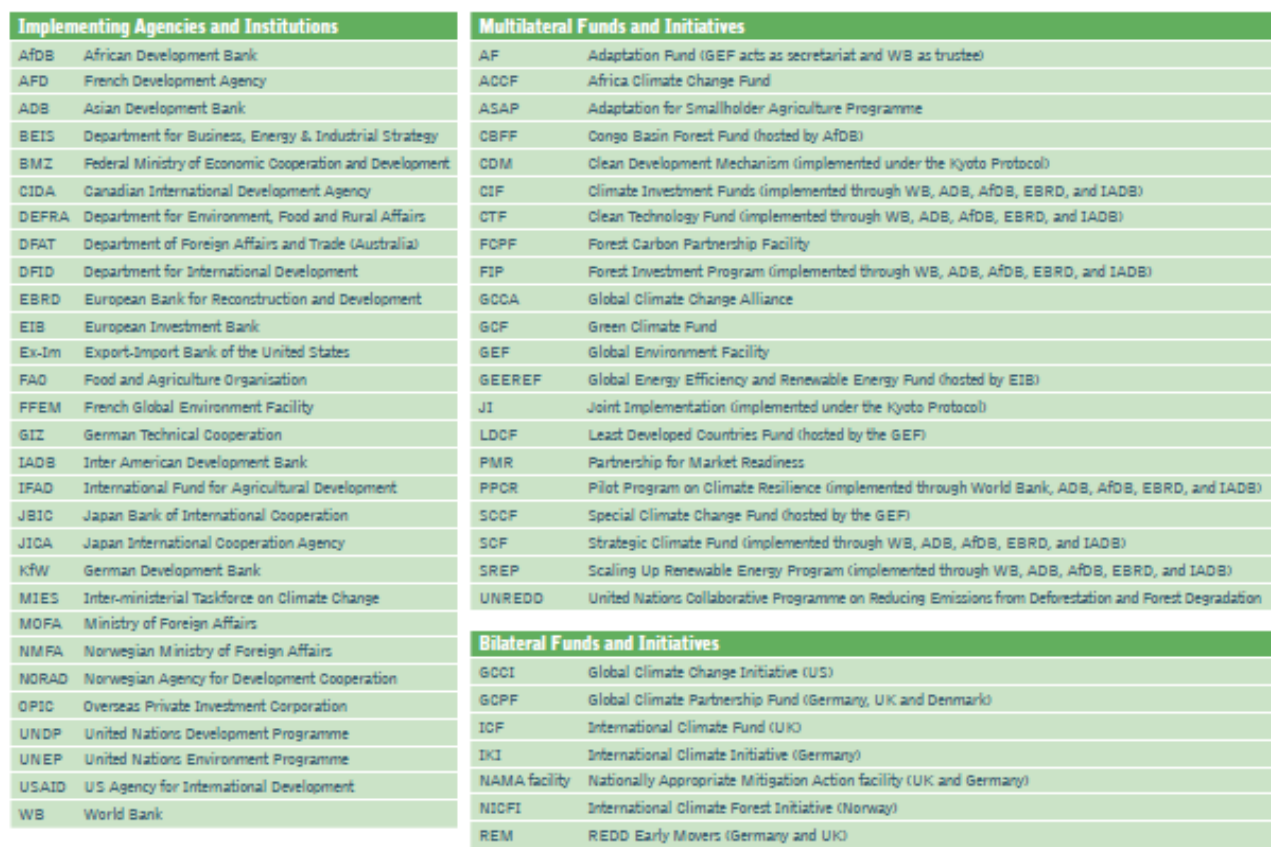 Implementing Agencies and Institutions
AfDB African Development Bank
AFD French Development Agency
ADB Asian Development Bank
BEIS Department for Business, Energy & Industrial Strategy
BMZ Federal Ministry of Economic Cooperation and Development
CIDA Canadian International Development Agency
DEFRA Department for Environment, Food and Rural Affairs
DFAT Department of Foreign Affairs and Trade (Australia)
DFID Department for International Development
EBRD European Bank for Reconstruction and Development
EIB European Investment Bank
Ex-Im Export-Import Bank of the United States
FAO Food and Agriculture Organisation
FFEM French Global Environment Facility
GIZ German Technical Cooperation
IADB Inter American Development Bank
IFAD International Fund for Agricultural Development
JBIC Japan Bank of International Cooperation
JICA Japan International Cooperation Agency
KfW German Development Bank
MIES Inter-ministerial Taskforce on Climate Change
MOFA Ministry of Foreign Affairs
NMFA Norwegian Ministry of Foreign Affairs
NORAD Norwegian Agency for Development Cooperation
OPIC Overseas Private Investment Corporation
UNDP United Nations Development Programme
UNEP United Nations Environment Programme
USAID US Agency for International Development
WB World Bank
Multilateral Funds and Initiatives
AF Adaptation Fund (GEF acts as secretariat and WB as trustee)
ACCF Africa Climate Change Fund
ASAP Adaptation for Smallholder Agriculture Programme
CBFF Congo Basin Forest Fund (hosted by AfDB)
CDM Clean Development Mechanism (implemented under the Kyoto Protocol)
CIF Climate Investment Funds (implemented through WB, ADB, AfDB, EBRD, and IADB)
CTF Clean Technology Fund (implemented through WB, ADB, AfDB, EBRD, and IADB)
FCPF Forest Carbon Partnership Facility
FIP Forest Investment Program (implemented through WB, ADB, AfDB, EBRD, and IADB)
GCCA Global Climate Change Alliance
GCF Green Climate Fund
GEF Global Environment Facility
GEEREF Global Energy Efficiency and Renewable Energy Fund (hosted by EIB)
JI Joint Implementation (implemented under the Kyoto Protocol)
LDCF Least Developed Countries Fund (hosted by the GEF)
PMR Partnership for Market Readiness
PPCR Pilot Program on Climate Resilience (implemented through World Bank, ADB, AfDB, EBRD, and IADB)
SCCF Special Climate Change Fund (hosted by the GEF)
SCF Strategic Climate Fund (implemented through WB, ADB, AfDB, EBRD, and IADB)
SREP Scaling Up Renewable Energy Program (implemented through WB, ADB, AfDB, EBRD, and IADB)
UNREDD United Nations Collaborative Programme on Reducing Emissions from Deforestation and Forest Degradation
Bilateral Funds and Initiatives
GCCI Global Climate Change Initiative (US)
GCPF Global Climate Partnership Fund (Germany, UK and Denmark)
ICF International Climate Fund (UK)
IKI International Climate Initiative (Germany)
NAMA facility Nationally Appropriate Mitigation Action facility (UK and Germany)
NICFI International Climate Forest Initiative (Norway)
REM REDD Early Movers (Germany and UK)